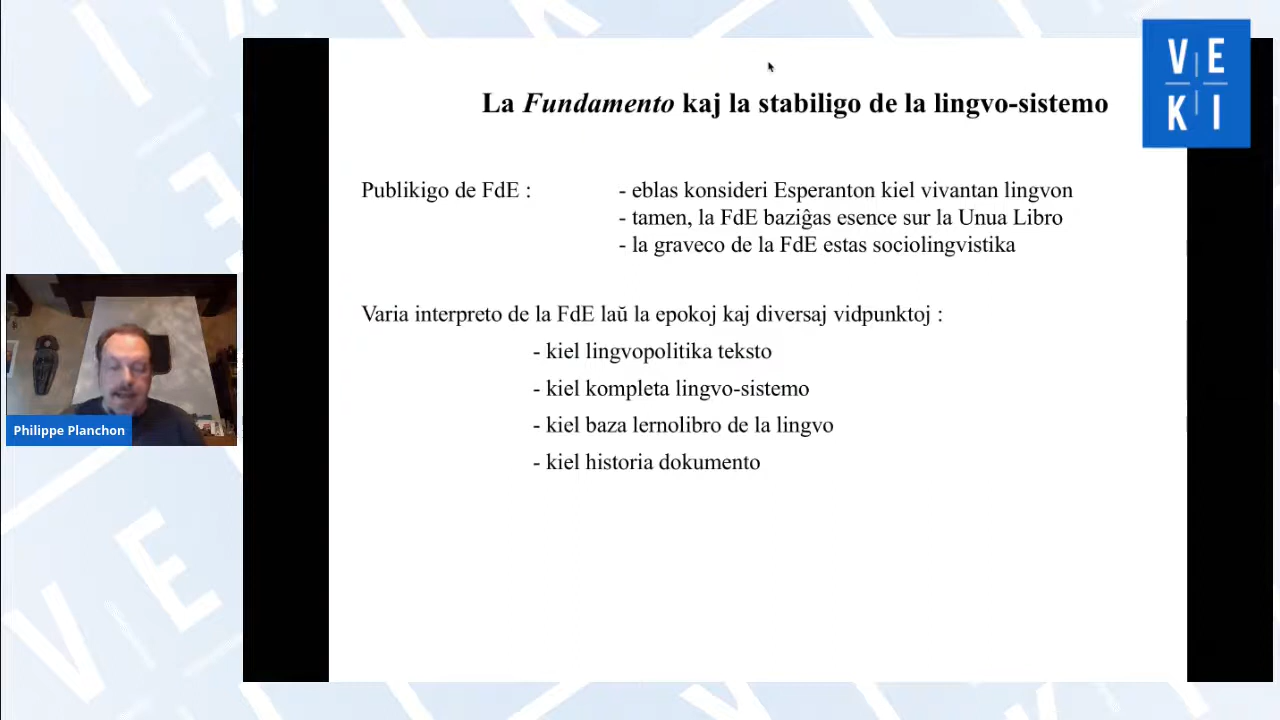 La Fundamento kaj la stabiligo de la lingvo-sistemo
VE
KI
Publikigo de FdE : - eblas konsideri Esperanton kiel vivantan lingvon
- tamen, la FdE baziĝas esence sur la Unua Libro
- la graveco de la FdE estas sociolingvistika
Varia interpreto de la FdE laŭ la epokoj kaj diversaj vidpunktoj :
- kiel lingvopolitika teksto
- kiel kompleta lingvo-sistemo
- kiel baza lernolibro de la lingvo
- kiel historia dokumento
Philippe Planchon